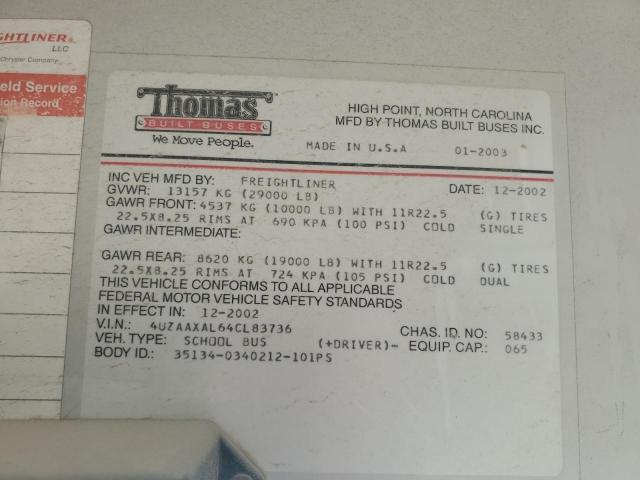 GHTLINER
LLC
Chrysler Company
eld Service
ion Record
Thomas
BUILT BUSES
We Move People.
HIGH POINT, NORTH CAROLINA
MFD BY THOMAS BUILT BUSES INC.
MADE IN U.S.A 01-2003
INC VEH MFD BY: FREIGHTLINER DATE: 12-2002
GVWR: 13157 KG (29000 LB)
GAWR FRONT: 4537 KG (10000 LB) WITH 11R22.5 (G) TIRES
22.5X8.25 RIMS AT 690 KPA (100 PSI) COLD SINGLE
GAWR INTERMEDIATE:
GAWR REAR: 8620 KG (19000 LB) WITH 11R22.5 (G) TIRES
22.5X8.25 RIMS AT 724 KPA (105 PSI) COLD DUAL
THIS VEHICLE CONFORMS TO ALL APPLICABLE
FEDERAL MOTOR VEHICLE SAFETY STANDARDS
IN EFFECT IN: 12-2002
V.I.N.: 4UZAAXAL64CL83736 CHAS. ID. NO: 58433
VEH. TYPE: SCHOOL BUS (+DRIVER)- EQUIP. CAP.: 065
BODY ID.: 35134-0340212-101PS